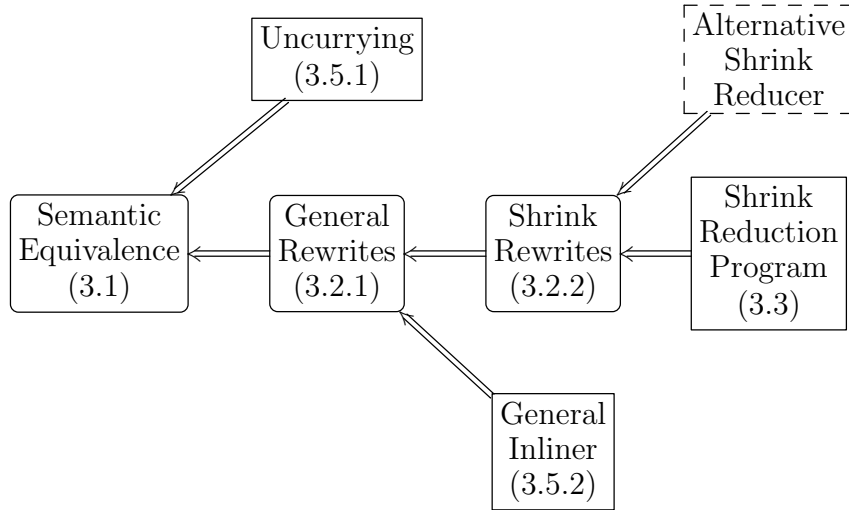 Uncurrying
(3.5.1)
Alternative
Shrink
Reducer
Semantic
Equivalence
(3.1)
General
Rewrites
(3.2.1)
Shrink
Rewrites
(3.2.2)
Shrink
Reduction
Program
(3.3)
General
Inliner
(3.5.2)